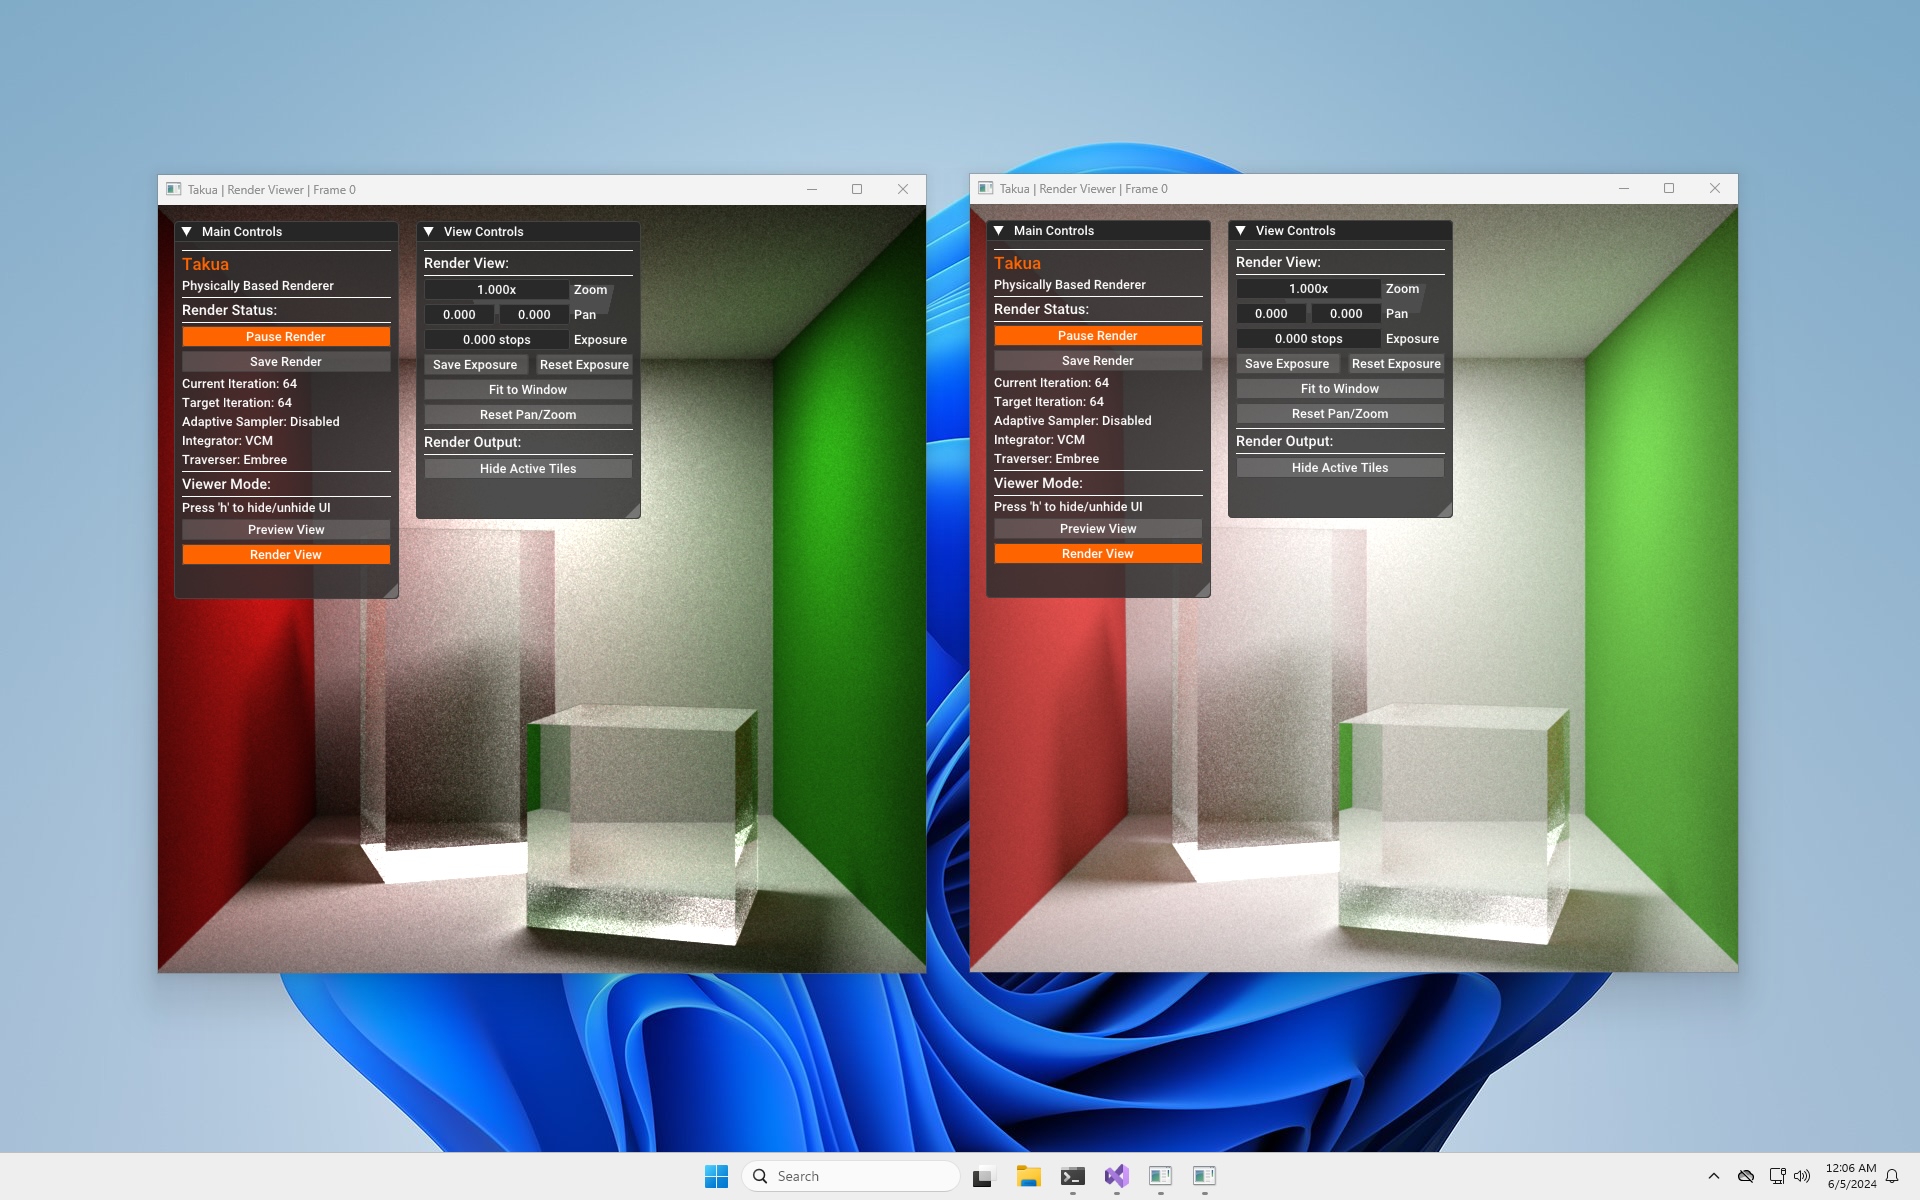 Takua | Render Viewer | Frame 0
Main Controls
Takua
Physically Based Renderer
Render Status:
Pause Render
Save Render
Current Iteration: 64
Target Iteration: 64
Adaptive Sampler: Disabled
Integrator: VCM
Traverser: Embree
Viewer Mode:
Press 'h' to hide/unhide UI
Preview View
Render View
View Controls
Render View:
1.000x Zoom
0.000 0.000 Pan
0.000 stops Exposure
Save Exposure Reset Exposure
Fit to Window
Reset Pan/Zoom
Render Output:
Hide Active Tiles
Takua | Render Viewer | Frame 0
Main Controls
Takua
Physically Based Renderer
Render Status:
Pause Render
Save Render
Current Iteration: 64
Target Iteration: 64
Adaptive Sampler: Disabled
Integrator: VCM
Traverser: Embree
Viewer Mode:
Press 'h' to hide/unhide UI
Preview View
Render View
View Controls
Render View:
1.000x Zoom
0.000 0.000 Pan
0.000 stops Exposure
Save Exposure Reset Exposure
Fit to Window
Reset Pan/Zoom
Render Output:
Hide Active Tiles
Search
12:06 AM
6/5/2024